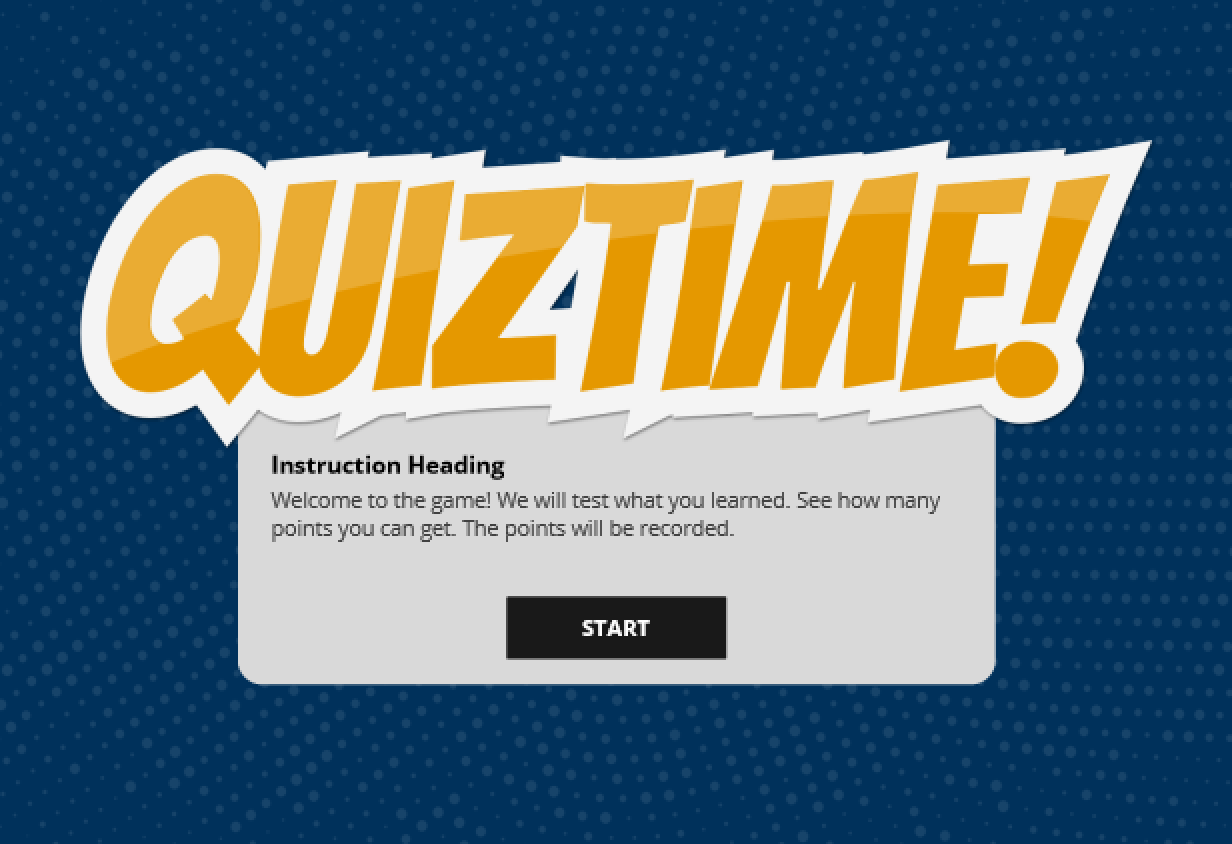 QUIZTIME!
Instruction Heading
Welcome to the game! We will test what you learned. See how many
points you can get. The points will be recorded.
START